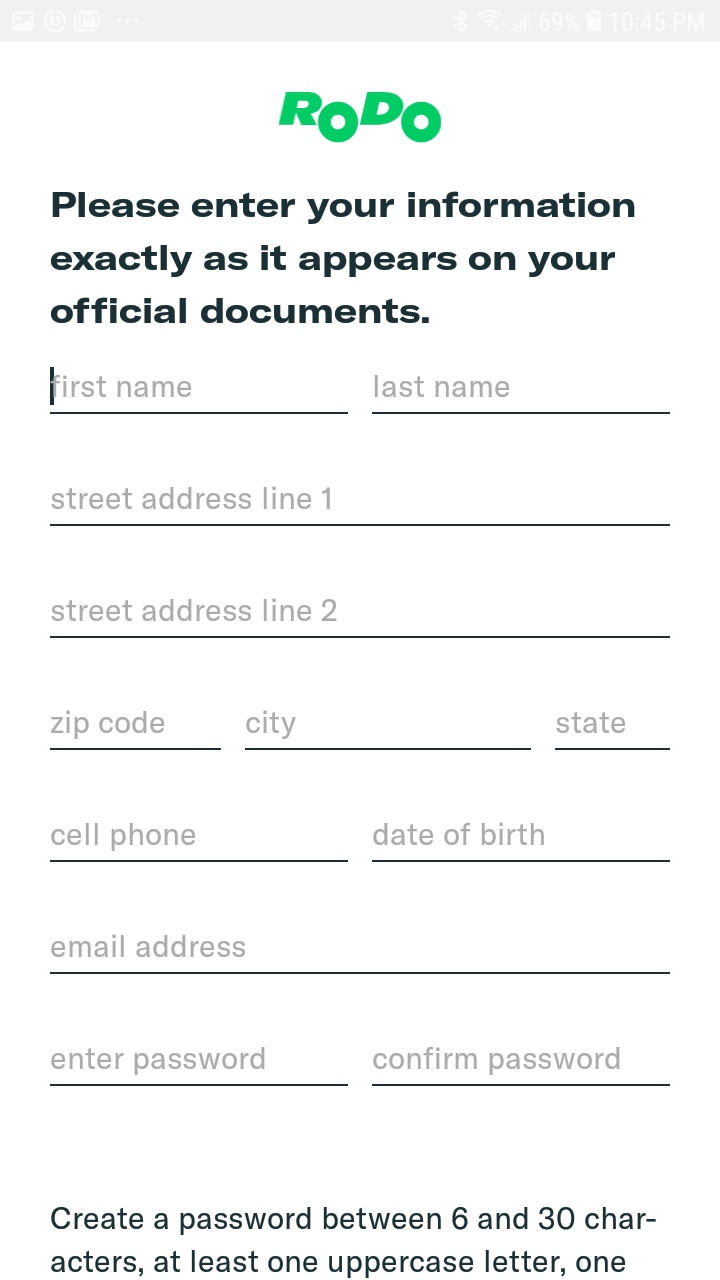 69% 10:45 PM
RODO
Please enter your information
exactly as it appears on your
official documents.
first name last name
street address line 1
street address line 2
zip code city state
cell phone date of birth
email address
enter password confirm password
Create a password between 6 and 30 char-
acters, at least one uppercase letter, one